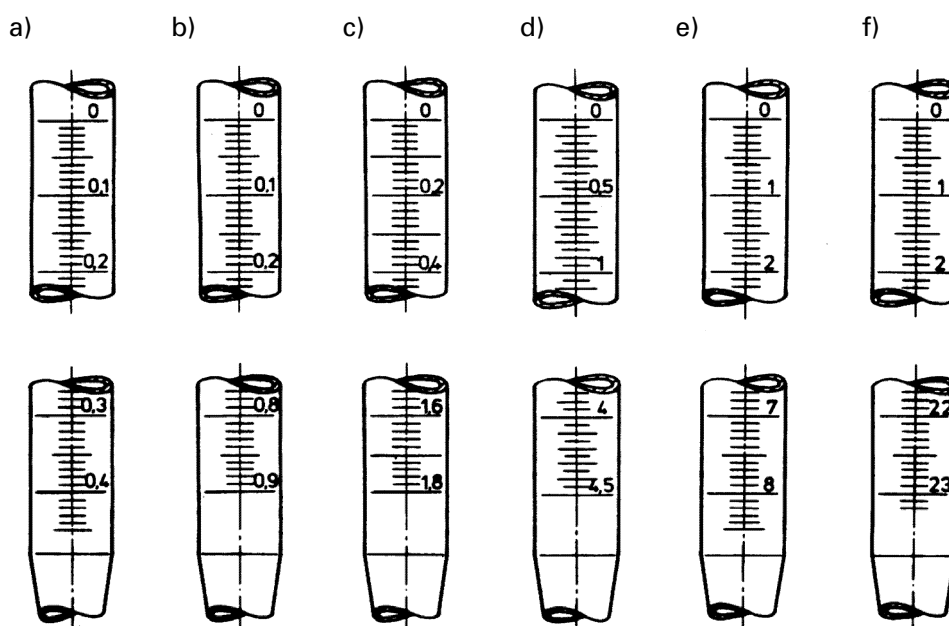 a) b) c) d) e) f)
0 0 0 0 0 0
0,1 0,1 0,2 0,5 1 1
0,2 0,2 0,4 1 2 2
0,3 0,8 1,6 4 7 22
0,4 0,9 1,8 4,5 8 23